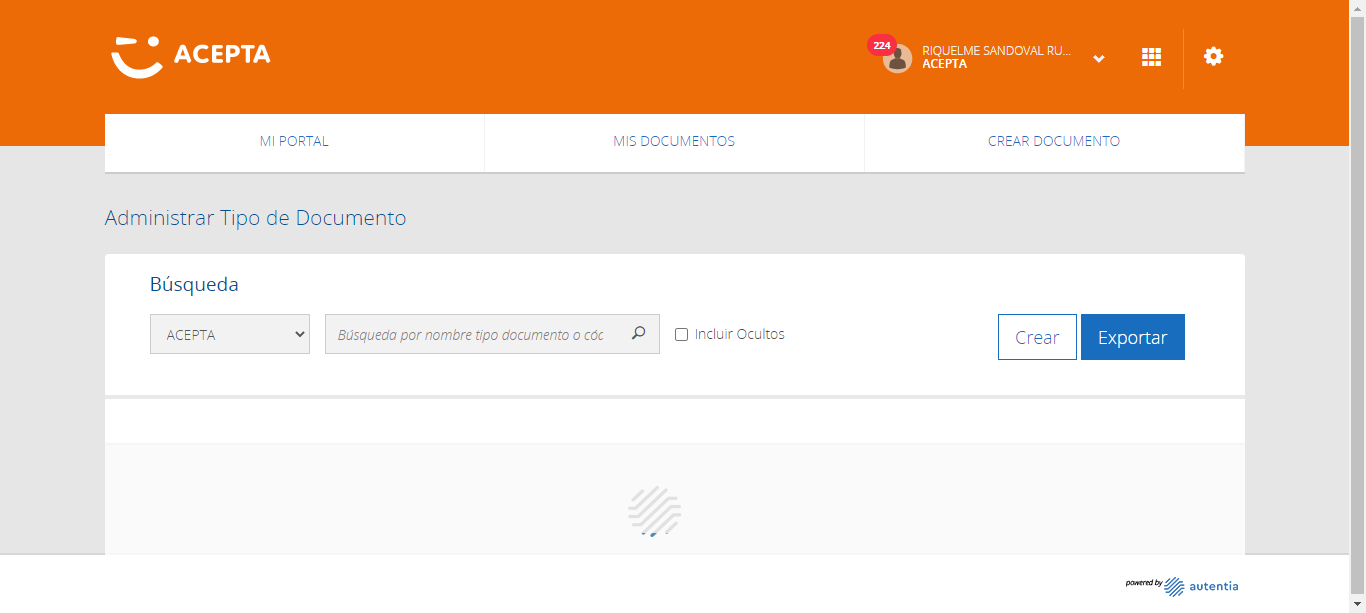 ACEPTA
224
RIQUELME SANDOVAL RU...
ACEPTA
MI PORTAL
MIS DOCUMENTOS
CREAR DOCUMENTO
Administrar Tipo de Documento
Búsqueda
ACEPTA
Búsqueda por nombre tipo documento o cóc
Incluir Ocultos
Crear
Exportar
powered by autentia